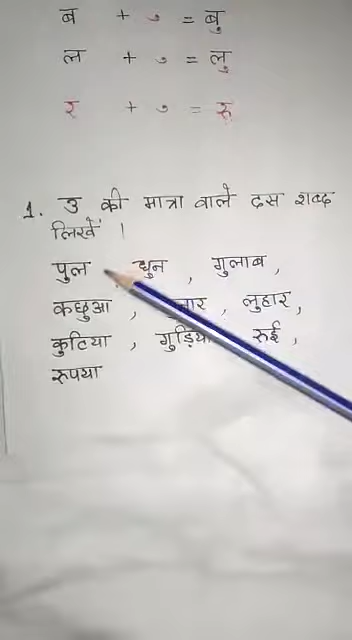 ब + ु = बु
ल + ु = लु
र + ु = रु
1. उ की मात्रा वाले दस शब्द
लिखें ।
पुल धुन , गुलाब ,
कछुआ , , लुहार ,
कुटिया , गुड़िया रुई ,
रुपया